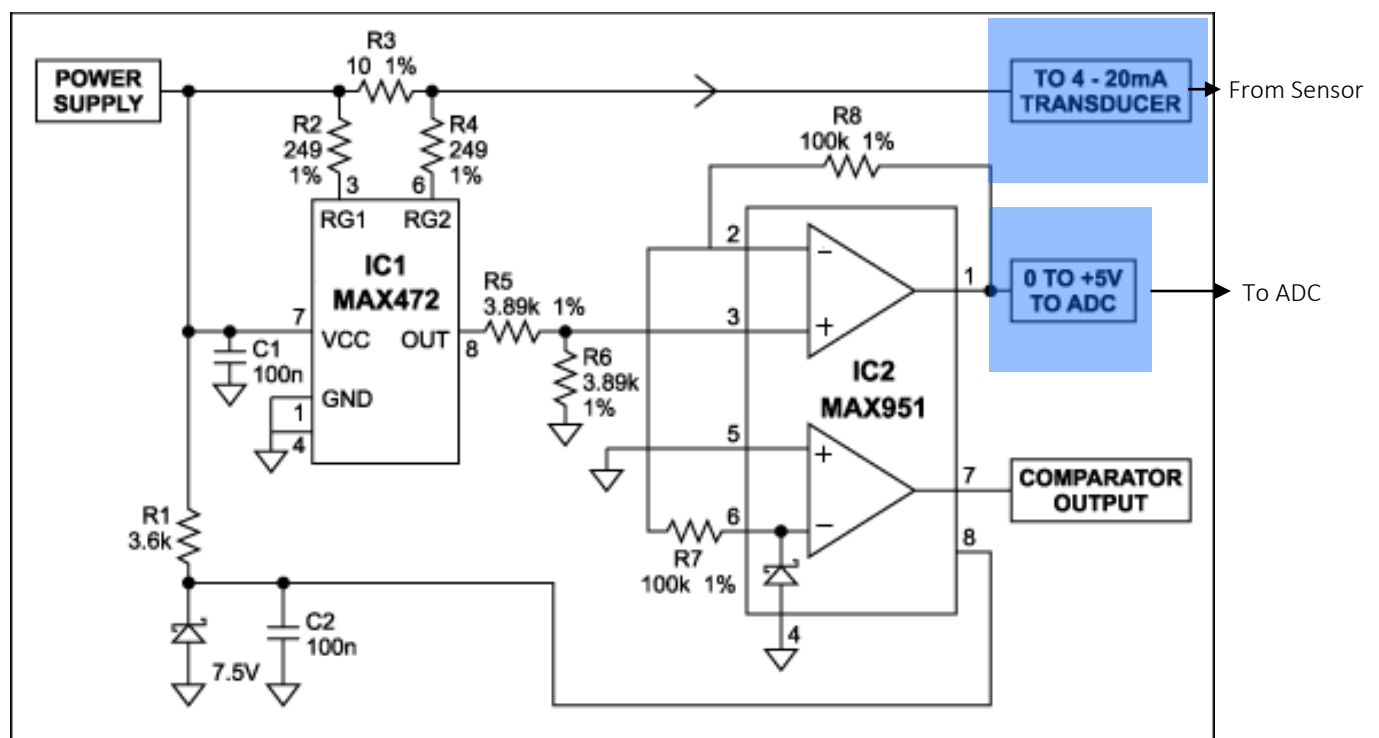 POWER
SUPPLY
R3
10 1%
TO 4 - 20mA
TRANSDUCER
From Sensor
R2
249
1%
R4
249
1%
R8
100k 1%
3
6
RG1
RG2
IC1
MAX472
7
VCC
OUT
8
GND
1
4
C1
100n
R5
3.89k 1%
R6
3.89k
1%
2
−
3
+
1
0 TO +5V
TO ADC
To ADC
IC2
MAX951
5
+
6
−
7
COMPARATOR
OUTPUT
8
R7
100k 1%
4
R1
3.6k
C2
100n
7.5V